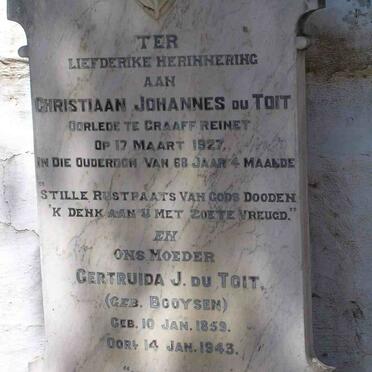 TER
LIEFDERIKE HERINNERING
AAN
CHRISTIAAN JOHANNES DU TOIT
OORLEDE TE GRAAFF REINET
OP 17 MAART 1927.
IN DIE OUDERDOM VAN 68 JAAR 4 MAANDE
"STILLE RUSTPAATS VAN GODS DOODEN
'K DENK AAN U MET ZOETE VREUGD."
EN
ONS MOEDER
GERTRUIDA J. DU TOIT,
(GEB. BOOYSEN)
GEB. 10 JAN. 1859.
OORL 14 JAN. 1943.